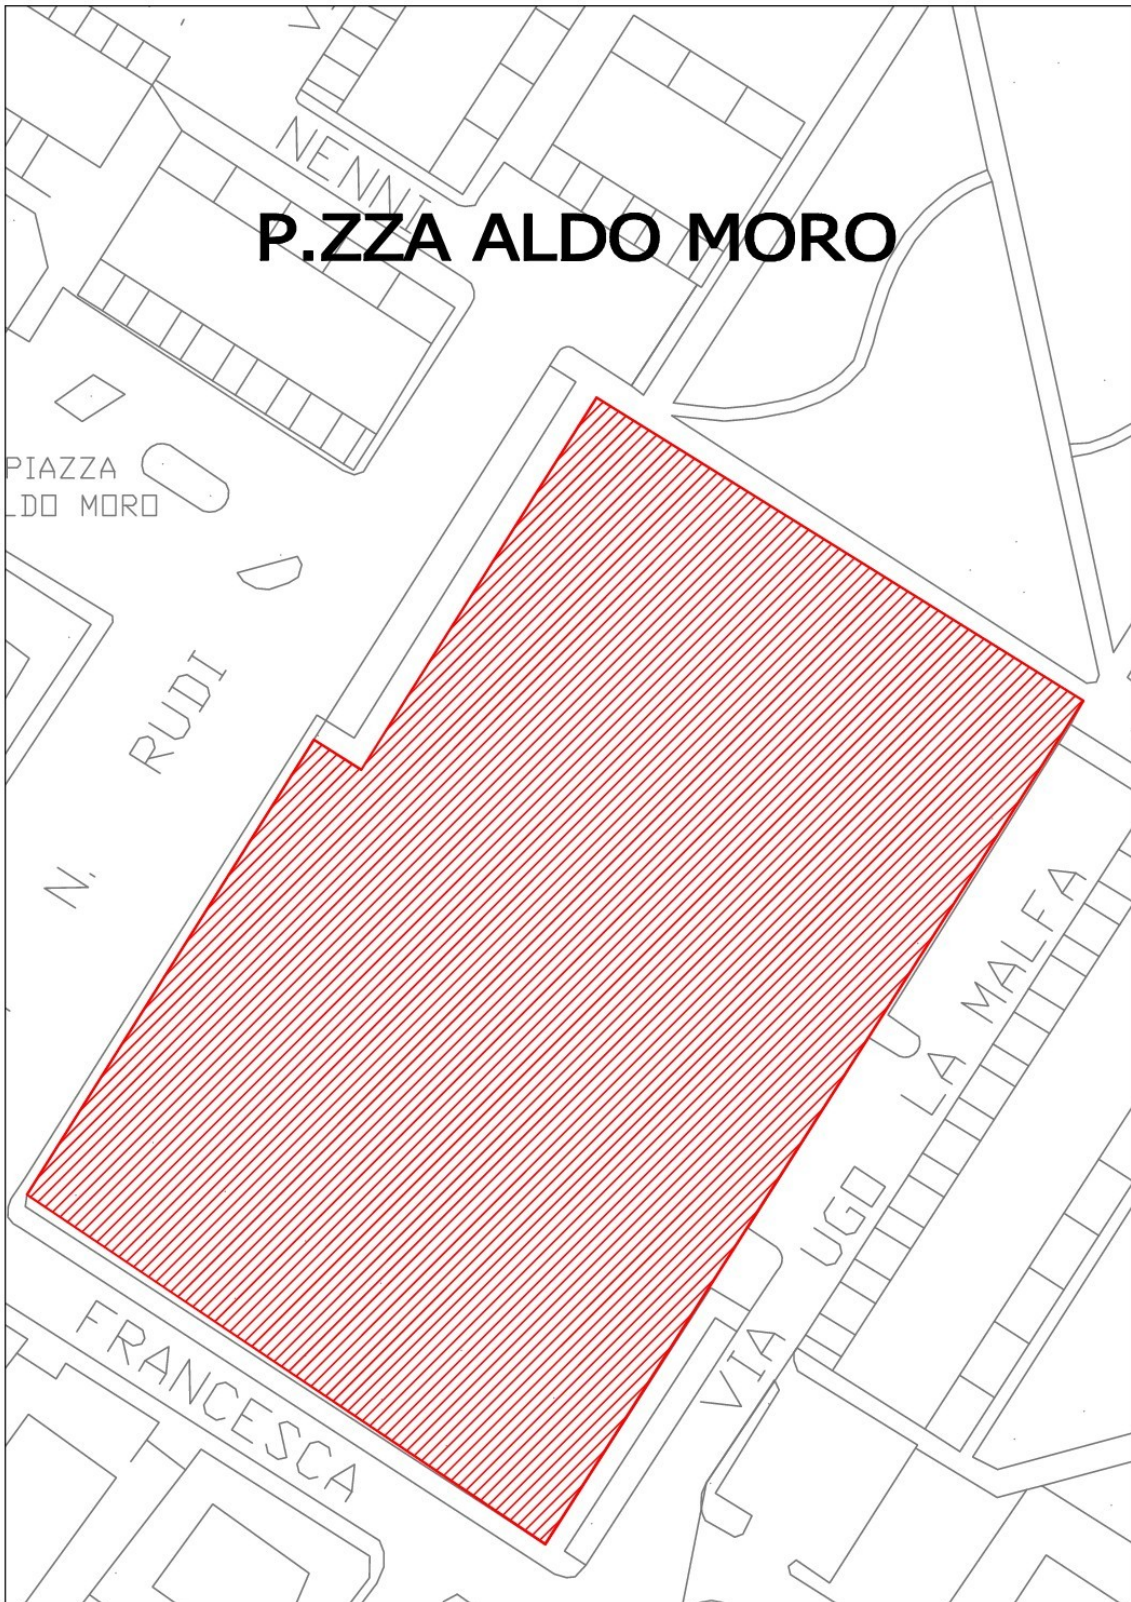 NENNI
P.ZZA ALDO MORO
PIAZZA
LDO MORO
N. RUDI
VIA UGO LA MALFA
FRANCESCA